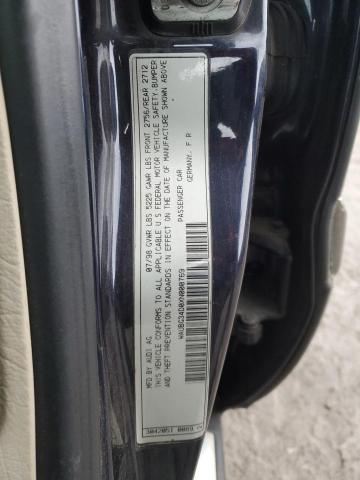 MFD. BY AUDI AG 07/98 GVWR LBS 5225 GAWR LBS FRONT 2756/REAR 2712
THIS VEHICLE CONFORMS TO ALL APPLICABLE U.S FEDERAL MOTOR VEHICLE SAFETY.BUMPER
AND THEFT PREVENTION STANDARDS IN EFFECT ON THE DATE OF MANUFACTURE SHOWN ABOVE
WAUBG34D0XN000769 PASSENGER CAR
GERMANY. F R